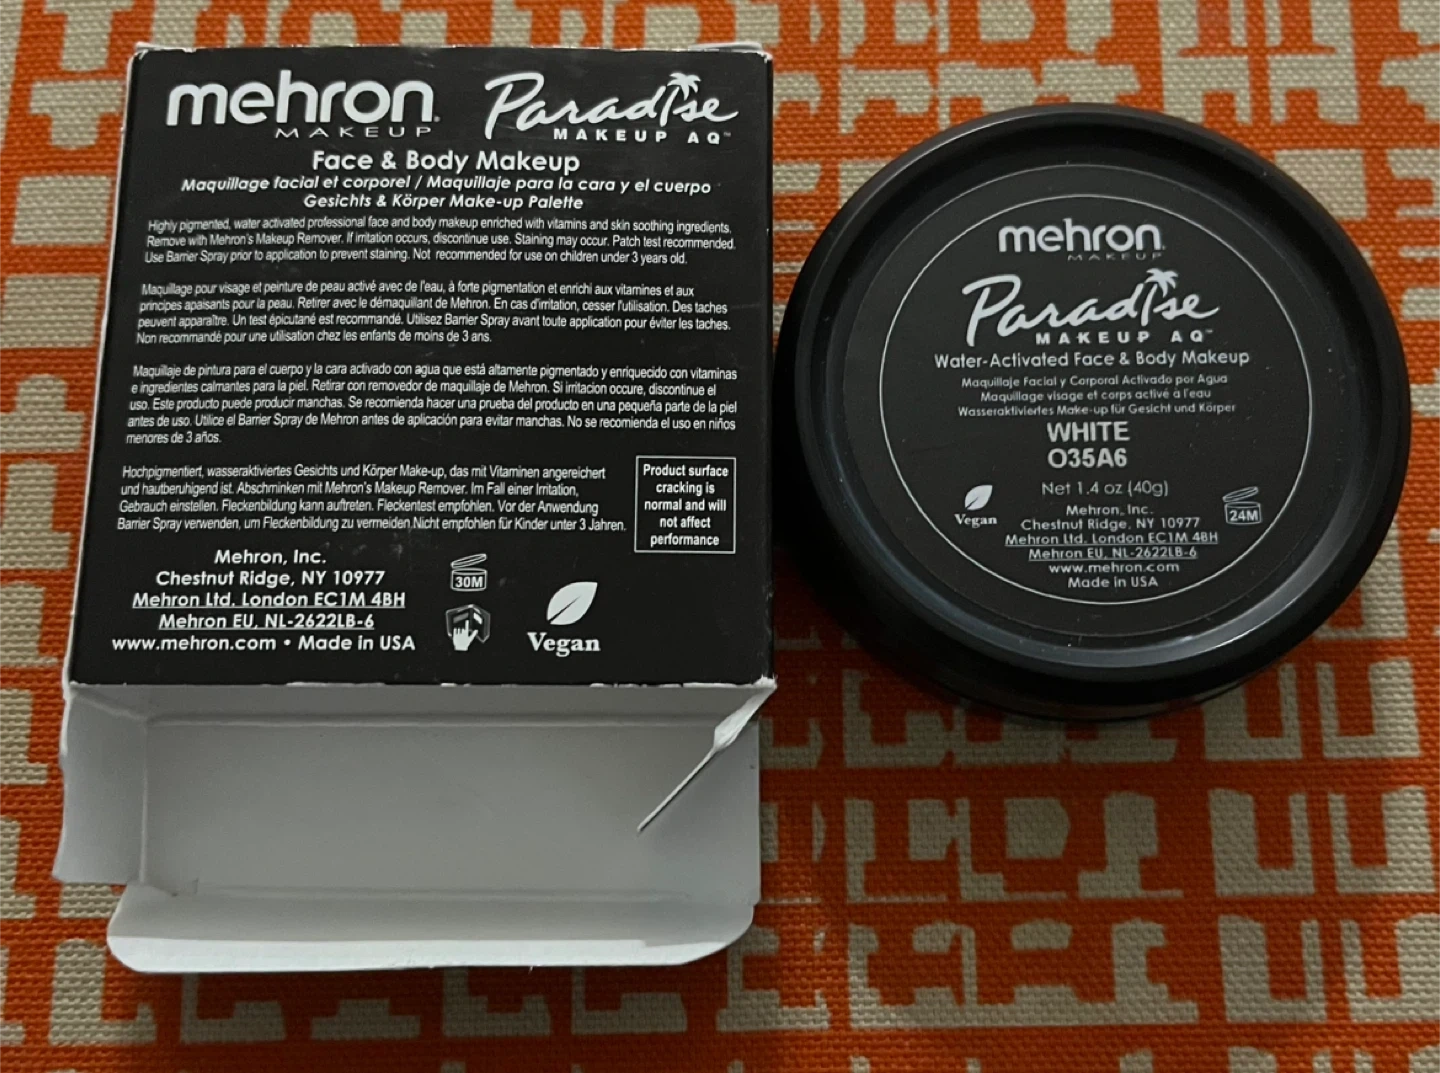 mehron
MAKEUP
Paradise
MAKEUP AQ™
Face & Body Makeup
Maquillage facial et corporel / Maquillaje para la cara y el cuerpo
Gesichts & Körper Make-up Palette
Highly pigmented, water activated professional face and body makeup enriched with vitamins and skin soothing ingredients.
Remove with Mehron's Makeup Remover. If irritation occurs, discontinue use. Staining may occur. Patch test recommended.
Use Barrier Spray prior to application to prevent staining. Not recommended for use on children under 3 years old.
Maquillage pour visage et peinture de peau activé avec de l'eau, à forte pigmentation et enrichi aux vitamines et aux
principes apaisants pour la peau. Retirer avec le démaquillant de Mehron. En cas d'irritation, cesser l'utilisation. Des taches
peuvent apparaître. Un test épicutané est recommandé. Utilisez Barrier Spray avant toute application pour éviter les taches.
Non recommandé pour une utilisation chez les enfants de moins de 3 ans.
Maquillaje de pintura para el cuerpo y la cara activado con agua que está altamente pigmentado y enriquecido con vitaminas
e ingredientes calmantes para la piel. Retirar con removedor de maquillaje de Mehron. Si irritacion occure, discontinue el
uso. Este producto puede producir manchas. Se recomienda hacer una prueba del producto en una pequeña parte de la piel
antes de uso. Utilice el Barrier Spray de Mehron antes de aplicación para evitar manchas. No se recomienda el uso en niños
menores de 3 años.
Hochpigmentiert, wasseraktiviertes Gesichts und Körper Make-up, das mit Vitaminen angereichert
und hautberuhigend ist. Abschminken mit Mehron's Makeup Remover. Im Fall einer Irritation,
Gebrauch einstellen. Fleckenbildung kann auftreten. Fleckentest empfohlen. Vor der Anwendung
Barrier Spray verwenden, um Fleckenbildung zu vermeiden.Nicht empfohlen für Kinder unter 3 Jahren.
Product surface
cracking is
normal and will
not affect
performance
Mehron, Inc.
Chestnut Ridge, NY 10977
Mehron Ltd. London EC1M 4BH
Mehron EU, NL-2622LB-6
www.mehron.com • Made in USA
30M
Vegan
mehron
MAKEUP
Paradise
MAKEUP AQ™
Water-Activated Face & Body Makeup
Maquillaje Facial y Corporal Activado por Agua
Maquillage visage et corps activé à l'eau
Wasseraktiviertes Make-up für Gesicht und Körper
WHITE
O35A6
Net 1.4 oz (40g)
Vegan
Mehron, Inc.
Chestnut Ridge, NY 10977
Mehron Ltd. London EC1M 4BH
Mehron EU, NL-2622LB-6
www.mehron.com
Made in USA
24M